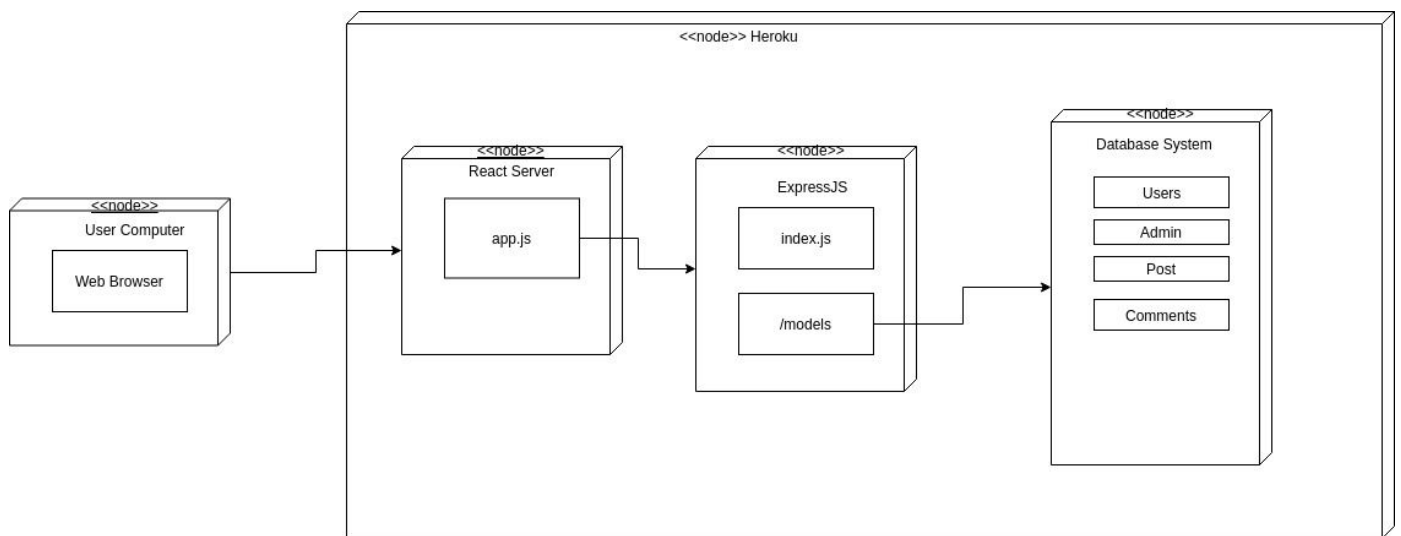 <<node>> Heroku
<<node>>
User Computer
Web Browser
<<node>>
React Server
app.js
<<node>>
ExpressJS
index.js
/models
<<node>>
Database System
Users
Admin
Post
Comments